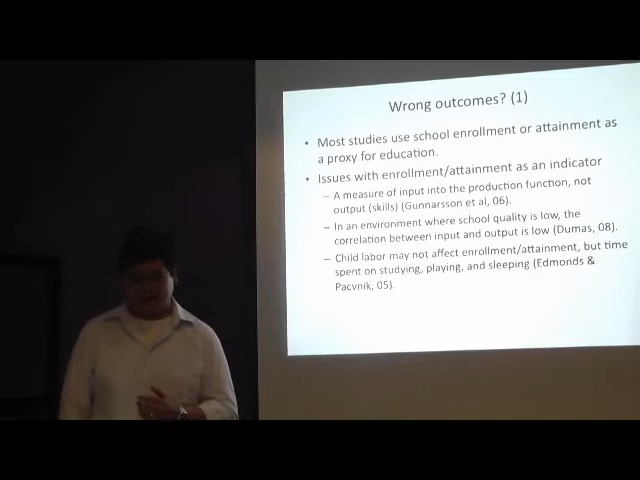 Wrong outcomes? (1)
• Most studies use school enrollment or attainment as
a proxy for education.
• Issues with enrollment/attainment as an indicator
– A measure of input into the production function, not
output (skills) (Gunnarsson et al, 06).
– In an environment where school quality is low, the
correlation between input and output is low (Dumas, 08).
– Child labor may not affect enrollment/attainment, but time
spent on studying, playing, and sleeping (Edmonds &
Pacvnik, 05).